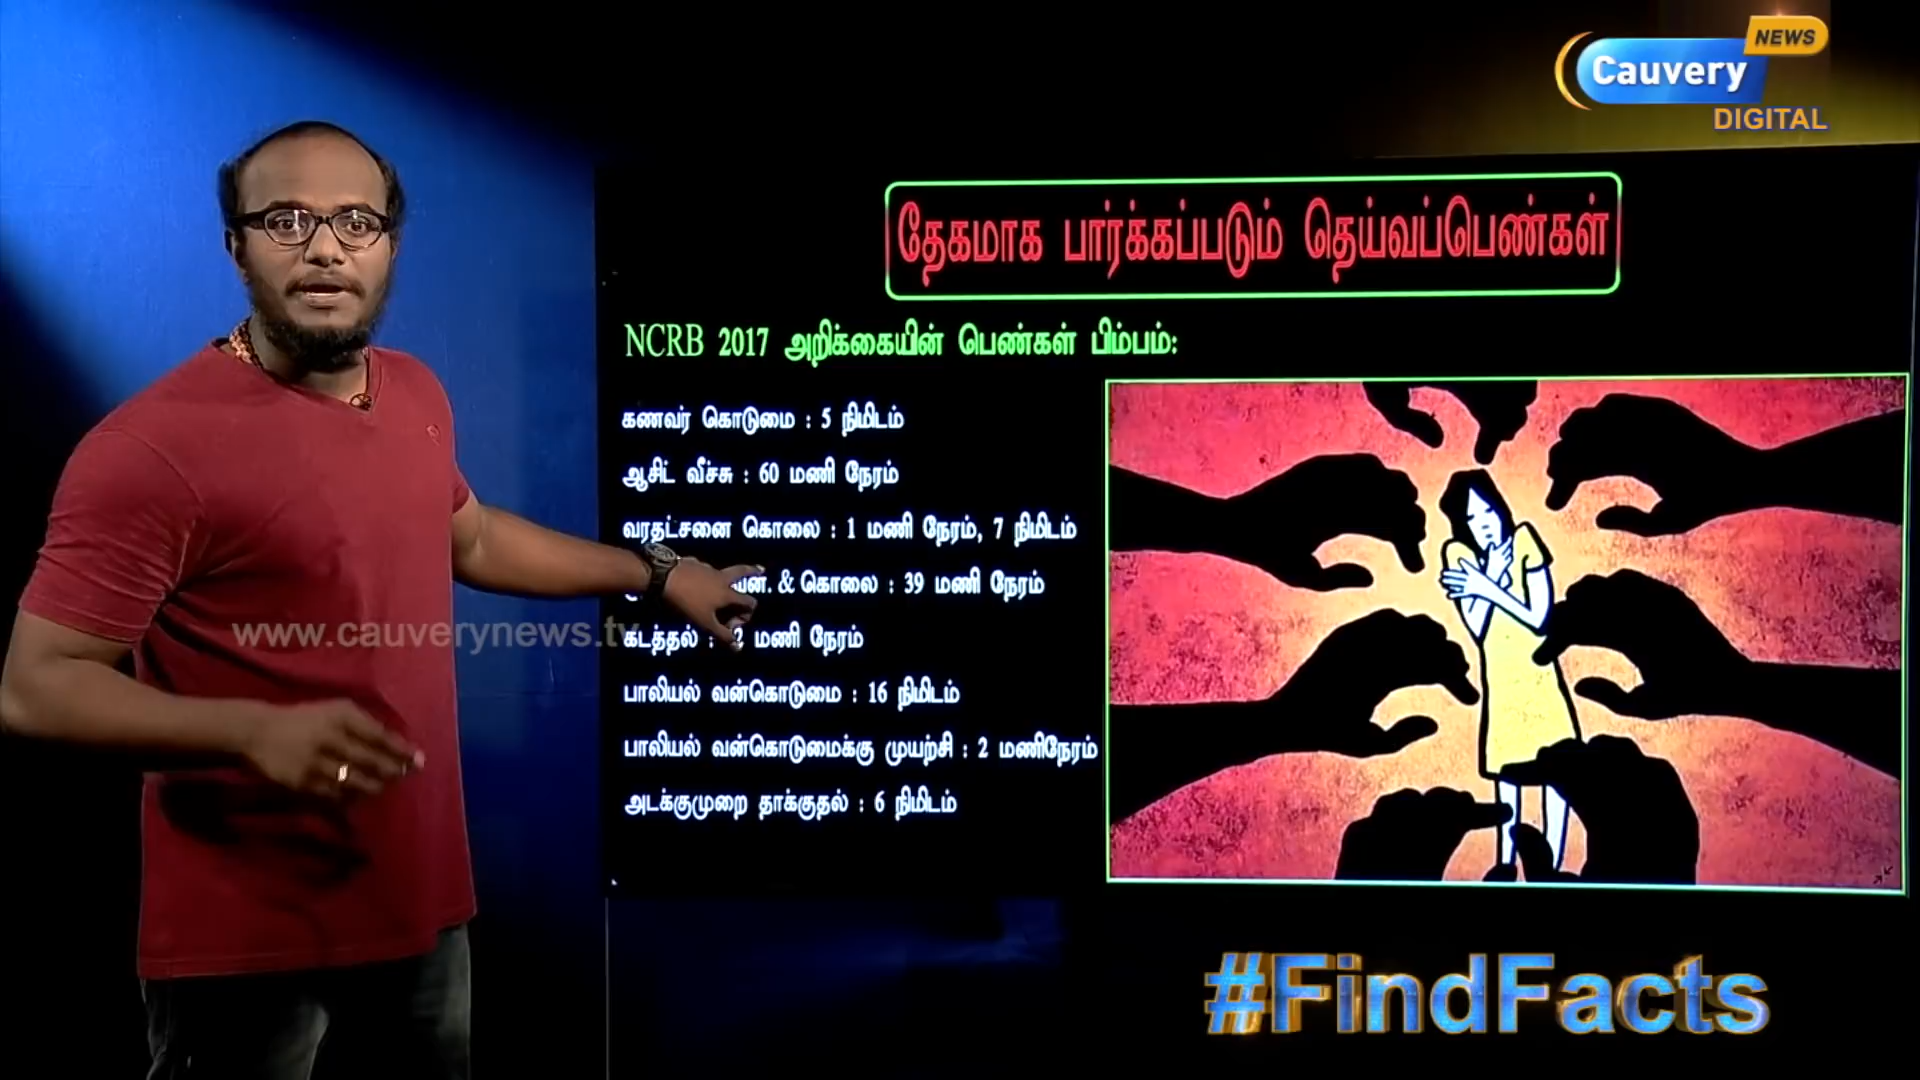 NEWS
Cauvery
DIGITAL
தேகமாக பார்க்கப்படும் தெய்வப்பெண்கள்
NCRB 2017 அறிக்கையின் பெண்கள் பிம்பம்:
கணவர் கொடுமை : 5 நிமிடம்
ஆசிட் வீச்சு : 60 மணி நேரம்
வரதட்சனை கொலை : 1 மணி நேரம், 7 நிமிடம்
& கொலை : 39 மணி நேரம்
கடத்தல் : மணி நேரம்
பாலியல் வன்கொடுமை : 16 நிமிடம்
பாலியல் வன்கொடுமைக்கு முயற்சி : 2 மணிநேரம்
அடக்குமுறை தாக்குதல் : 6 நிமிடம்
www.cauverynews.tv
#FindFacts